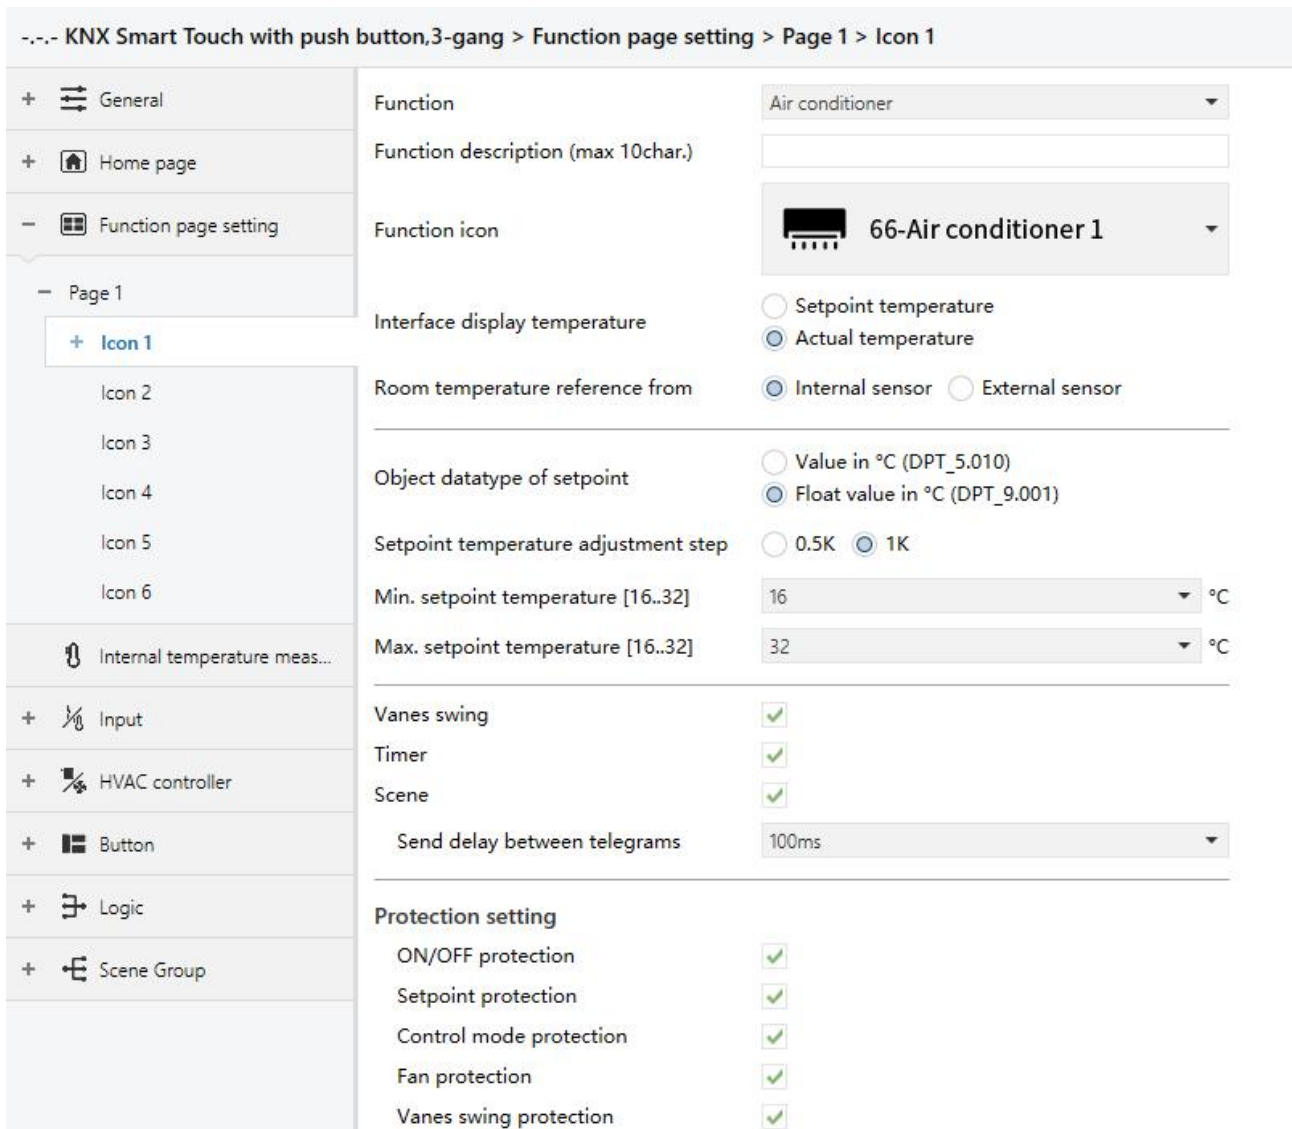 -.-.- KNX Smart Touch with push button,3-gang > Function page setting > Page 1 > Icon 1
General
Home page
Function page setting
Page 1
Icon 1
Icon 2
Icon 3
Icon 4
Icon 5
Icon 6
Internal temperature meas...
Input
HVAC controller
Button
Logic
Scene Group
Function
Air conditioner
Function description (max 10char.)
Function icon
66-Air conditioner 1
Interface display temperature
Setpoint temperature
Actual temperature
Room temperature reference from
Internal sensor
External sensor
Object datatype of setpoint
Value in °C (DPT_5.010)
Float value in °C (DPT_9.001)
Setpoint temperature adjustment step
0.5K
1K
Min. setpoint temperature [16..32]
16
°C
Max. setpoint temperature [16..32]
32
°C
Vanes swing
Timer
Scene
Send delay between telegrams
100ms
Protection setting
ON/OFF protection
Setpoint protection
Control mode protection
Fan protection
Vanes swing protection